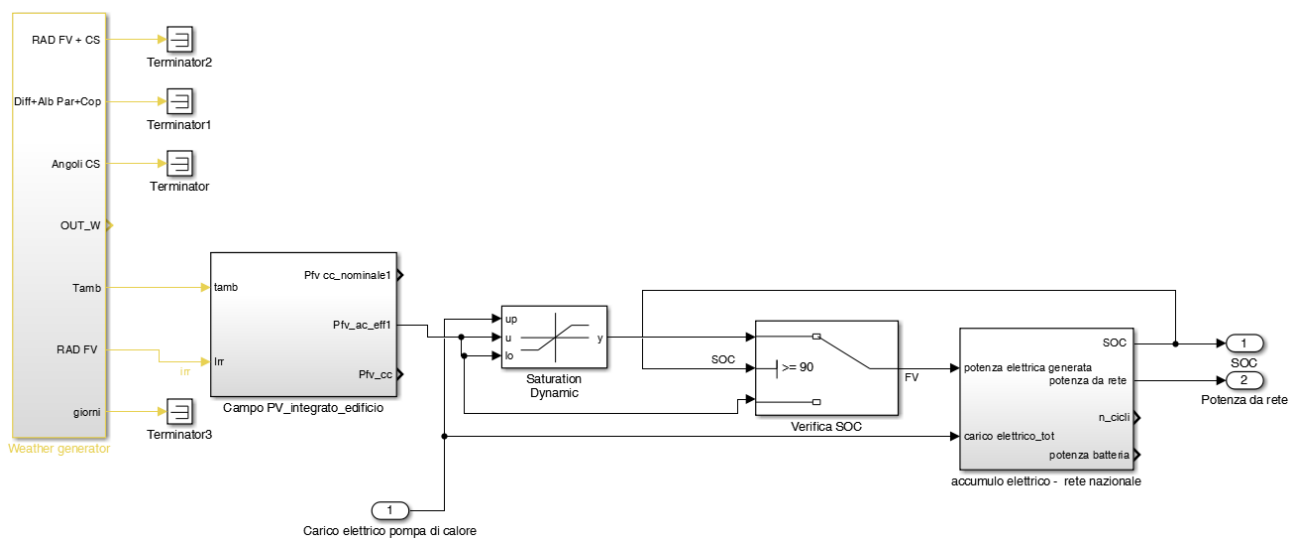 RAD FV + CS
Terminator2
Diff+Alb Par+Cop
Terminator1
Angoli CS
Terminator
OUT_W
Tamb
RAD FV
irr
giorni
Terminator3
Weather generator
tamb
Irr
Pfv cc_nominale1
Pfv_ac_eff1
Pfv_cc
Campo PV_integrato_edificio
up
u
lo
y
Saturation
Dynamic
SOC
>= 90
Verifica SOC
FV
potenza elettrica generata
carico elettrico_tot
SOC
potenza da rete
n_cicli
potenza batteria
accumulo elettrico - rete nazionale
1
SOC
2
Potenza da rete
1
Carico elettrico pompa di calore